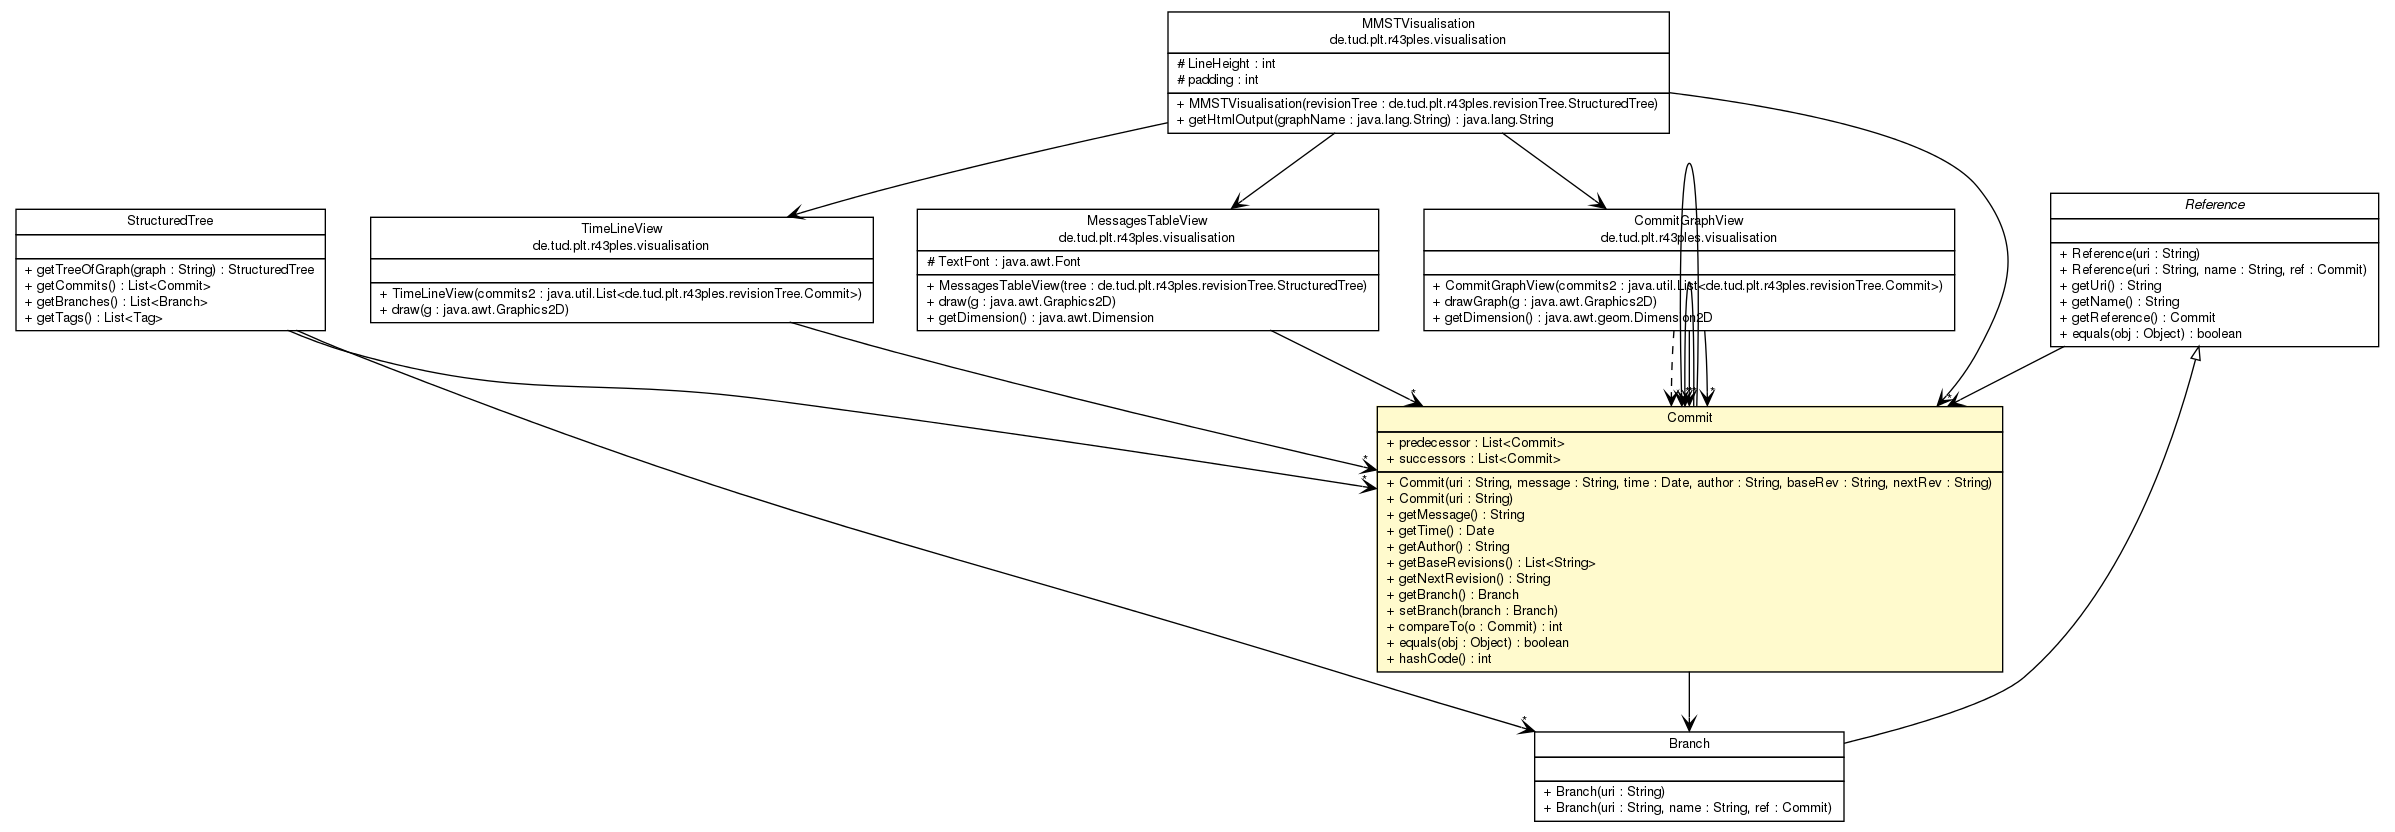 MMSTVisualisation
de.tud.plt.r43ples.visualisation
# LineHeight : int
# padding : int
+ MMSTVisualisation(revisionTree : de.tud.plt.r43ples.revisionTree.StructuredTree)
+ getHtmlOutput(graphName : java.lang.String) : java.lang.String
StructuredTree
+ getTreeOfGraph(graph : String) : StructuredTree
+ getCommits() : List<Commit>
+ getBranches() : List<Branch>
+ getTags() : List<Tag>
TimeLineView
de.tud.plt.r43ples.visualisation
+ TimeLineView(commits2 : java.util.List<de.tud.plt.r43ples.revisionTree.Commit>)
+ draw(g : java.awt.Graphics2D)
MessagesTableView
de.tud.plt.r43ples.visualisation
# TextFont : java.awt.Font
+ MessagesTableView(tree : de.tud.plt.r43ples.revisionTree.StructuredTree)
+ draw(g : java.awt.Graphics2D)
+ getDimension() : java.awt.Dimension
CommitGraphView
de.tud.plt.r43ples.visualisation
+ CommitGraphView(commits2 : java.util.List<de.tud.plt.r43ples.revisionTree.Commit>)
+ drawGraph(g : java.awt.Graphics2D)
+ getDimension() : java.awt.geom.Dimension2D
Reference
+ Reference(uri : String)
+ Reference(uri : String, name : String, ref : Commit)
+ getUri() : String
+ getName() : String
+ getReference() : Commit
+ equals(obj : Object) : boolean
*
*
*
*
*
*
*
Commit
+ predecessor : List<Commit>
+ successors : List<Commit>
+ Commit(uri : String, message : String, time : Date, author : String, baseRev : String, nextRev : String)
+ Commit(uri : String)
+ getMessage() : String
+ getTime() : Date
+ getAuthor() : String
+ getBaseRevisions() : List<String>
+ getNextRevision() : String
+ getBranch() : Branch
+ setBranch(branch : Branch)
+ compareTo(o : Commit) : int
+ equals(obj : Object) : boolean
+ hashCode() : int
*
Branch
+ Branch(uri : String)
+ Branch(uri : String, name : String, ref : Commit)